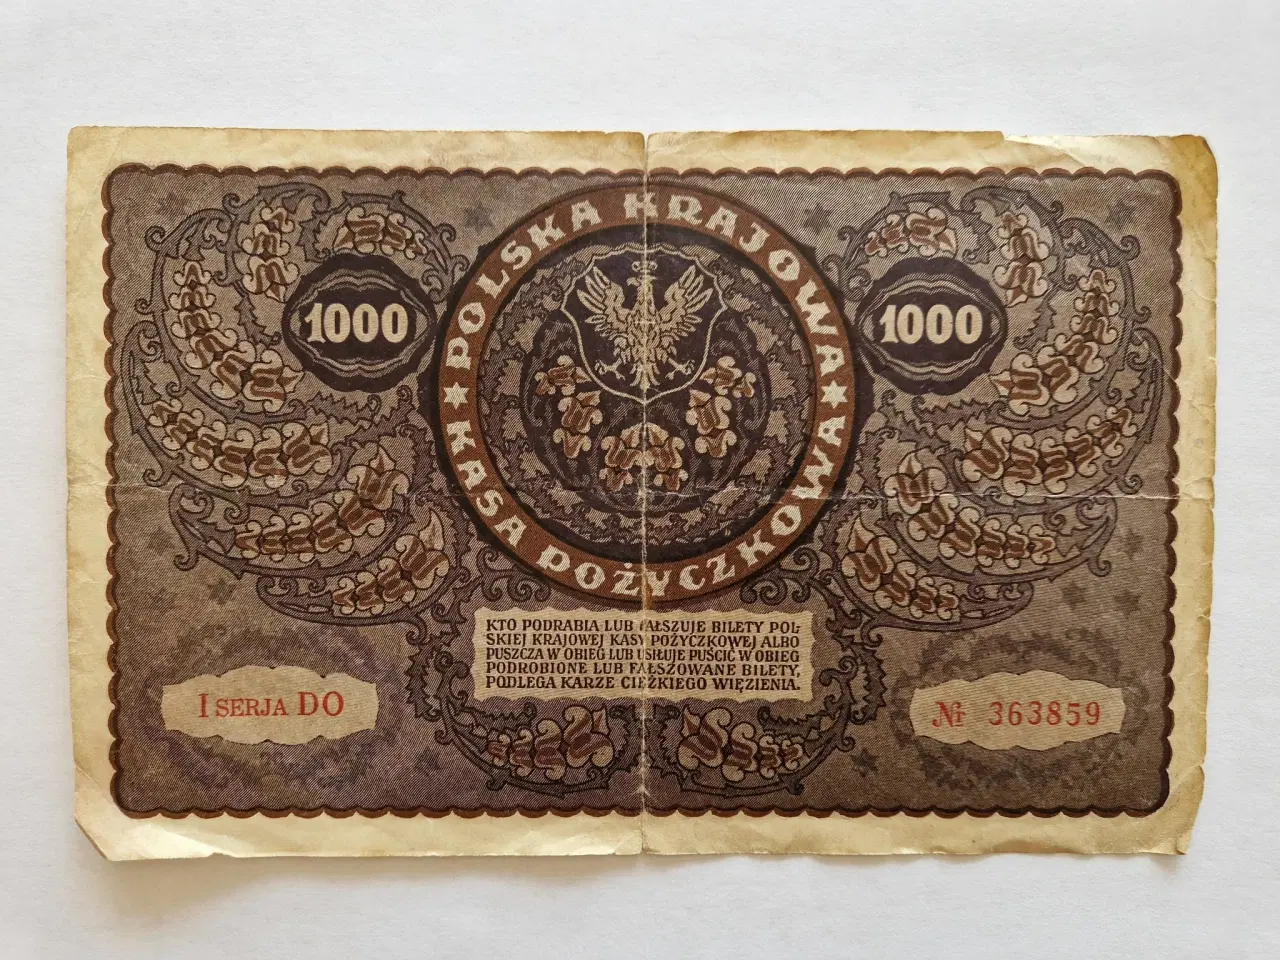 POLSKA KRAJOWA
KASA POŻYCZKOWA
1000
1000
KTO PODRABIA LUB FAŁSZUJE BILETY POL-
SKIEJ KRAJOWEJ KASY POŻYCZKOWEJ ALBO
PUSZCZA W OBIEG LUB USIŁUJE PUŚCIĆ W OBIEG
PODROBIONE LUB FAŁSZOWANE BILETY,
PODLEGA KARZE CIĘŻKIEGO WIĘZIENIA.
I SERJA DO
№ 363859